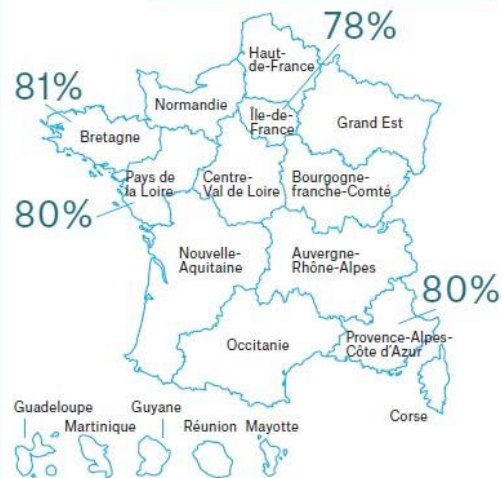 78%
Haut-
de-France
81%
Normandie
Île-de-
France
Grand Est
Bretagne
Pays de
la Loire
Centre-
Val de Loire
Bourgogne-
franche-Comté
80%
Nouvelle-
Aquitaine
Auvergne-
Rhône-Alpes
80%
Occitanie
Provence-Alpes-
Côte d'Azur
Corse
Guadeloupe
Martinique
Guyane
Réunion
Mayotte